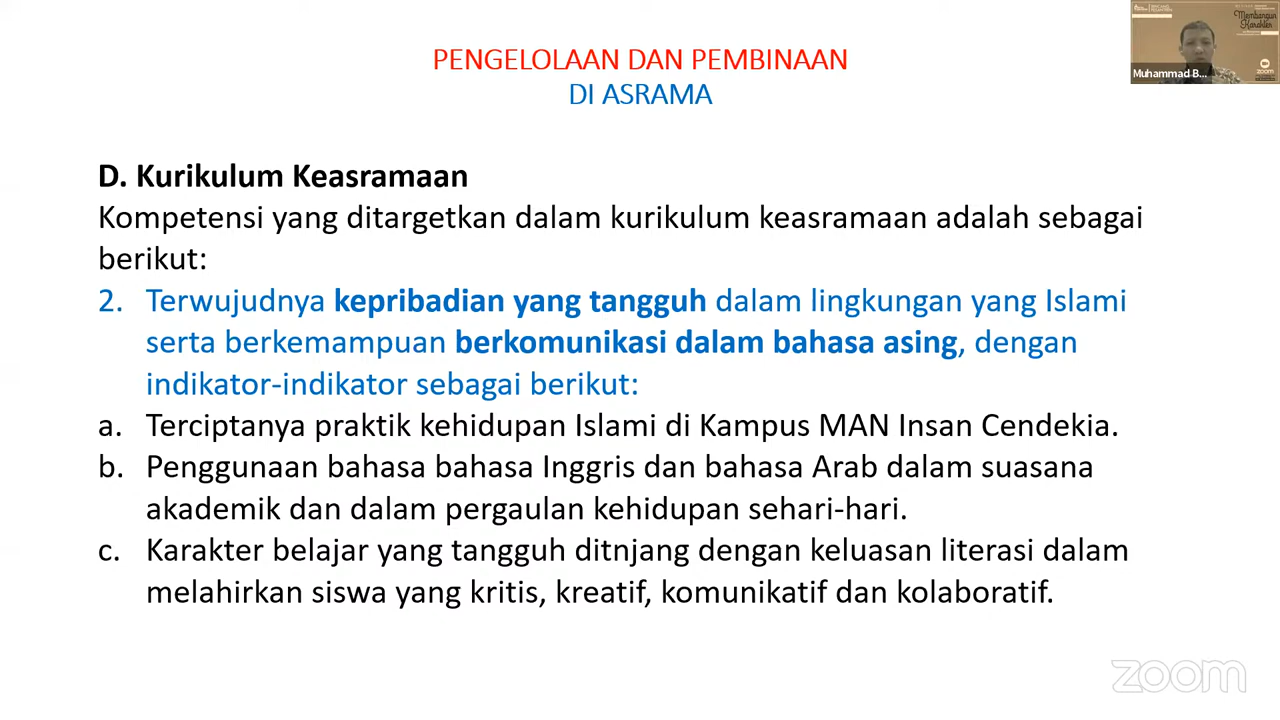 PENGELOLAAN DAN PEMBINAAN
DI ASRAMA
Membangun
Karakter
zoom
Muhammad B...
D. Kurikulum Keasramaan
Kompetensi yang ditargetkan dalam kurikulum keasramaan adalah sebagai
berikut:
2. Terwujudnya kepribadian yang tangguh dalam lingkungan yang Islami
serta berkemampuan berkomunikasi dalam bahasa asing, dengan
indikator-indikator sebagai berikut:
a. Terciptanya praktik kehidupan Islami di Kampus MAN Insan Cendekia.
b. Penggunaan bahasa bahasa Inggris dan bahasa Arab dalam suasana
akademik dan dalam pergaulan kehidupan sehari-hari.
c. Karakter belajar yang tangguh ditnjang dengan keluasan literasi dalam
melahirkan siswa yang kritis, kreatif, komunikatif dan kolaboratif.
zoom